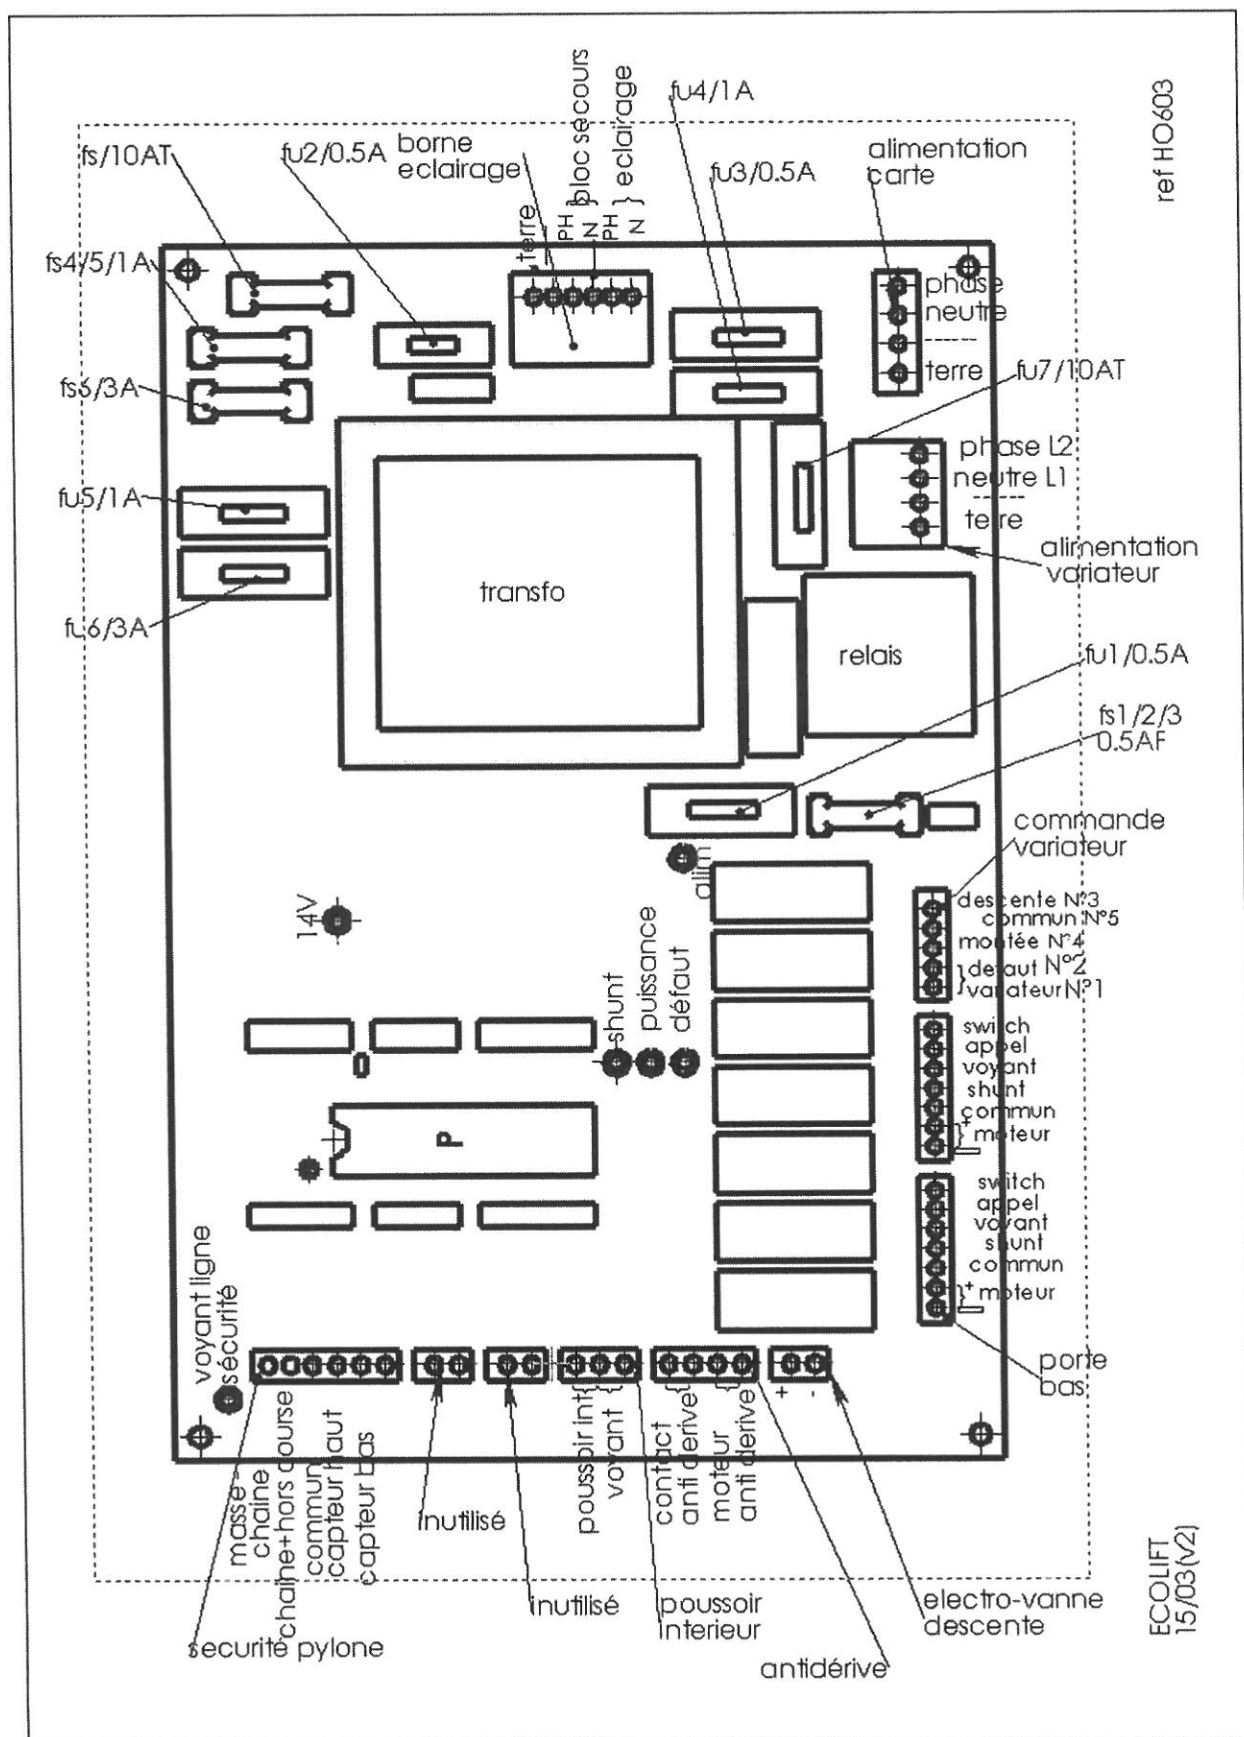 ref HO603
fs/10AT
fu2/0.5A
borne
eclairage
terre
PH
N
bloc secours
PH
N
eclairage
fu4/1A
fu3/0.5A
alimentation
carte
fs4/5/1A
fs6/3A
phase
neutre
-----
terre
fu7/10AT
phase L2
neutre L1
------
terre
alimentation
variateur
fu5/1A
fu6/3A
transfo
relais
fu1/0.5A
fs1/2/3
0.5AF
commande
variateur
alim
14V
descente N°3
commun N°5
montée N°4
defaut N°2
variateur N°1
shunt
puissance
défaut
switch
appel
voyant
shunt
commun
+
moteur
P
switch
appel
voyant
shunt
commun
+
moteur
voyant ligne
sécurité
porte
bas
masse-
chaine
chaine+hors course
commun
capteur haut
capteur bas
inutilisé
poussoir int
voyant
contact
anti derive
moteur
anti derive
+
-
securité pylone
inutilisé
poussoir
interieur
antidérive
electro-vanne
descente
ECOLIFT
15/03(v2)